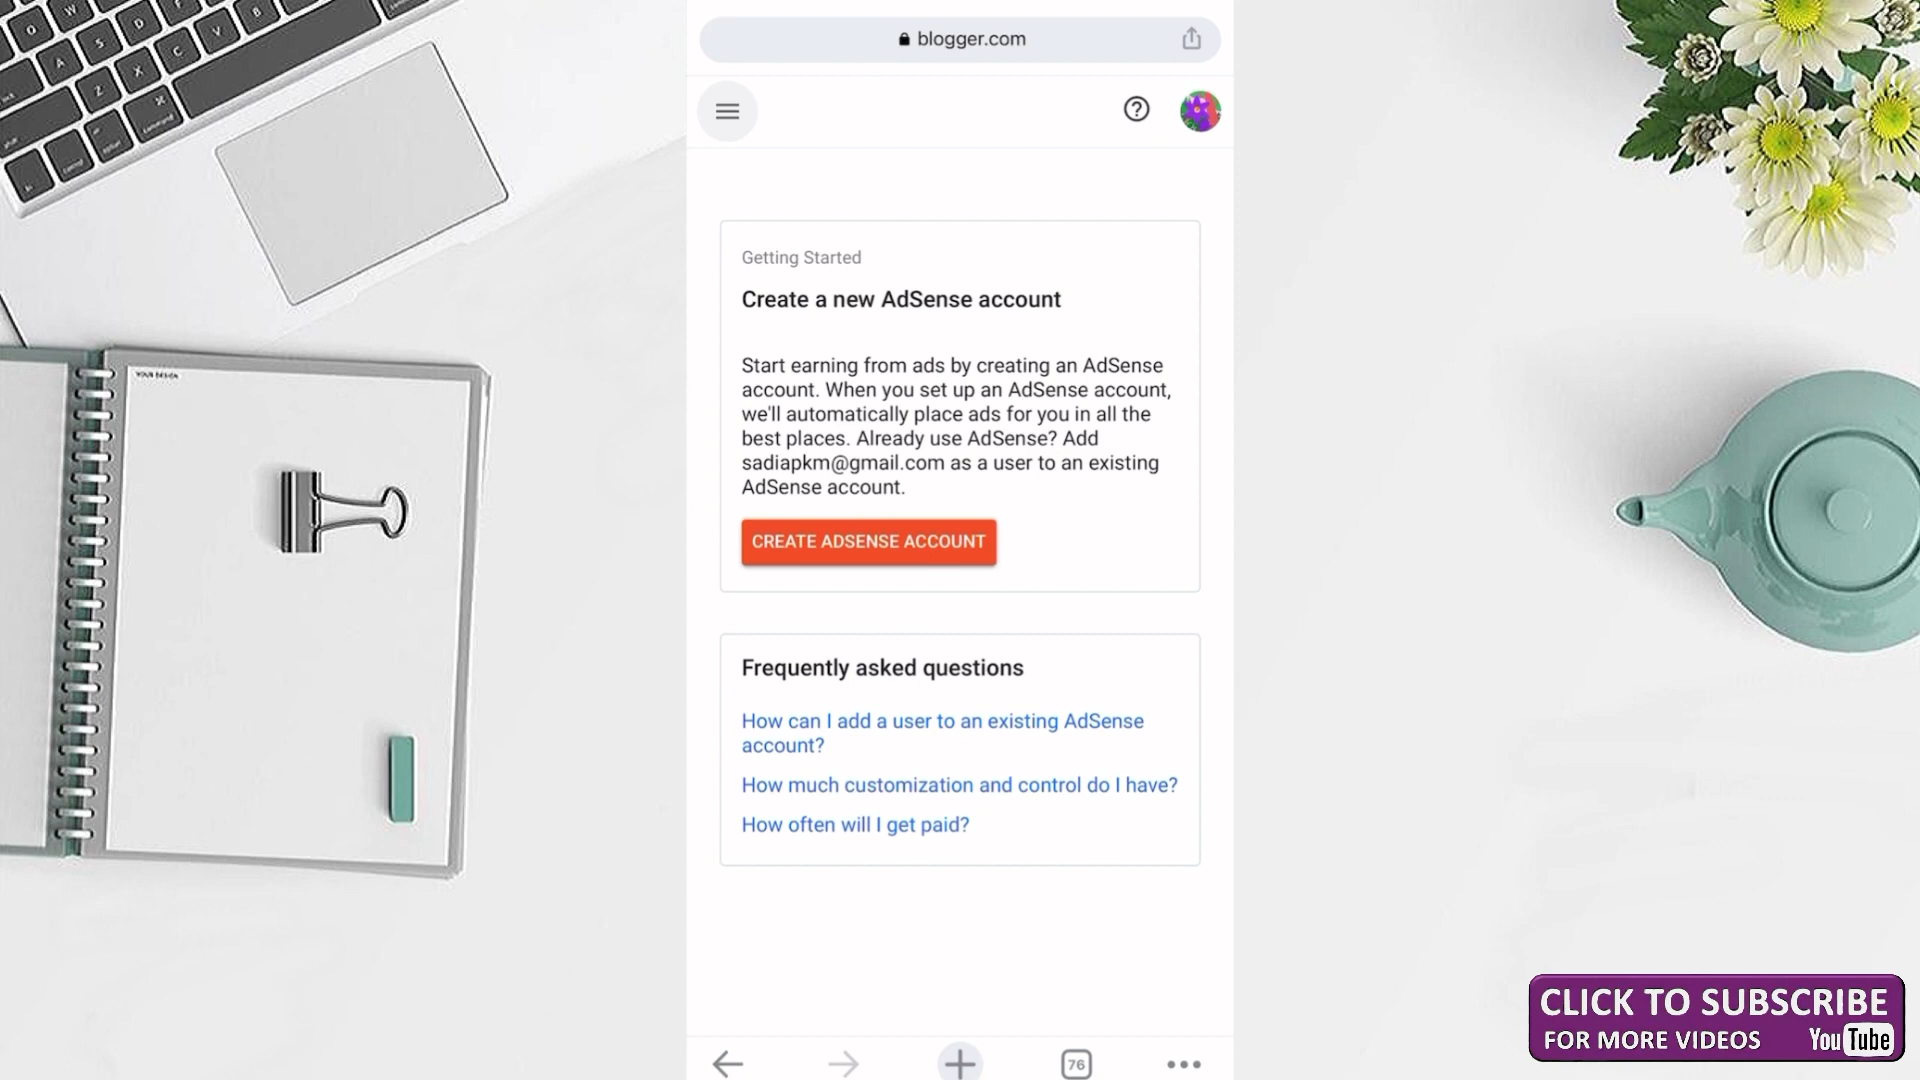 blogger.com
Getting Started
Create a new AdSense account
Start earning from ads by creating an AdSense
account. When you set up an AdSense account,
we'll automatically place ads for you in all the
best places. Already use AdSense? Add
sadiapkm@gmail.com as a user to an existing
AdSense account.
CREATE ADSENSE ACCOUNT
Frequently asked questions
How can I add a user to an existing AdSense
account?
How much customization and control do I have?
How often will I get paid?
76
YOUR DESIGN
O
W
A
S
D
F
Z
X
C
V
B
command
option
CLICK TO SUBSCRIBE
FOR MORE VIDEOS YouTube